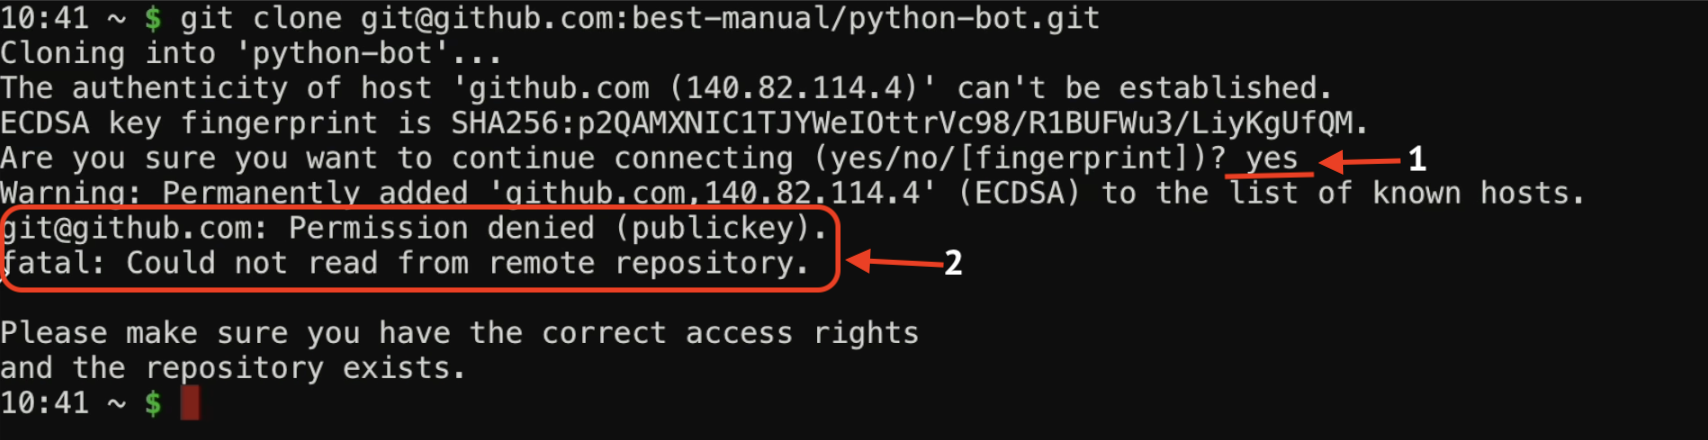 10:41 ~ $ git clone git@github.com:best-manual/python-bot.git
Cloning into 'python-bot'...
The authenticity of host 'github.com (140.82.114.4)' can't be established.
ECDSA key fingerprint is SHA256:p2QAMXNIC1TJYWeIOttrVc98/R1BUFWu3/LiyKgUfQM.
Are you sure you want to continue connecting (yes/no/[fingerprint])? yes 1
Warning: Permanently added 'github.com,140.82.114.4' (ECDSA) to the list of known hosts.
git@github.com: Permission denied (publickey).
fatal: Could not read from remote repository. 2
Please make sure you have the correct access rights
and the repository exists.
10:41 ~ $